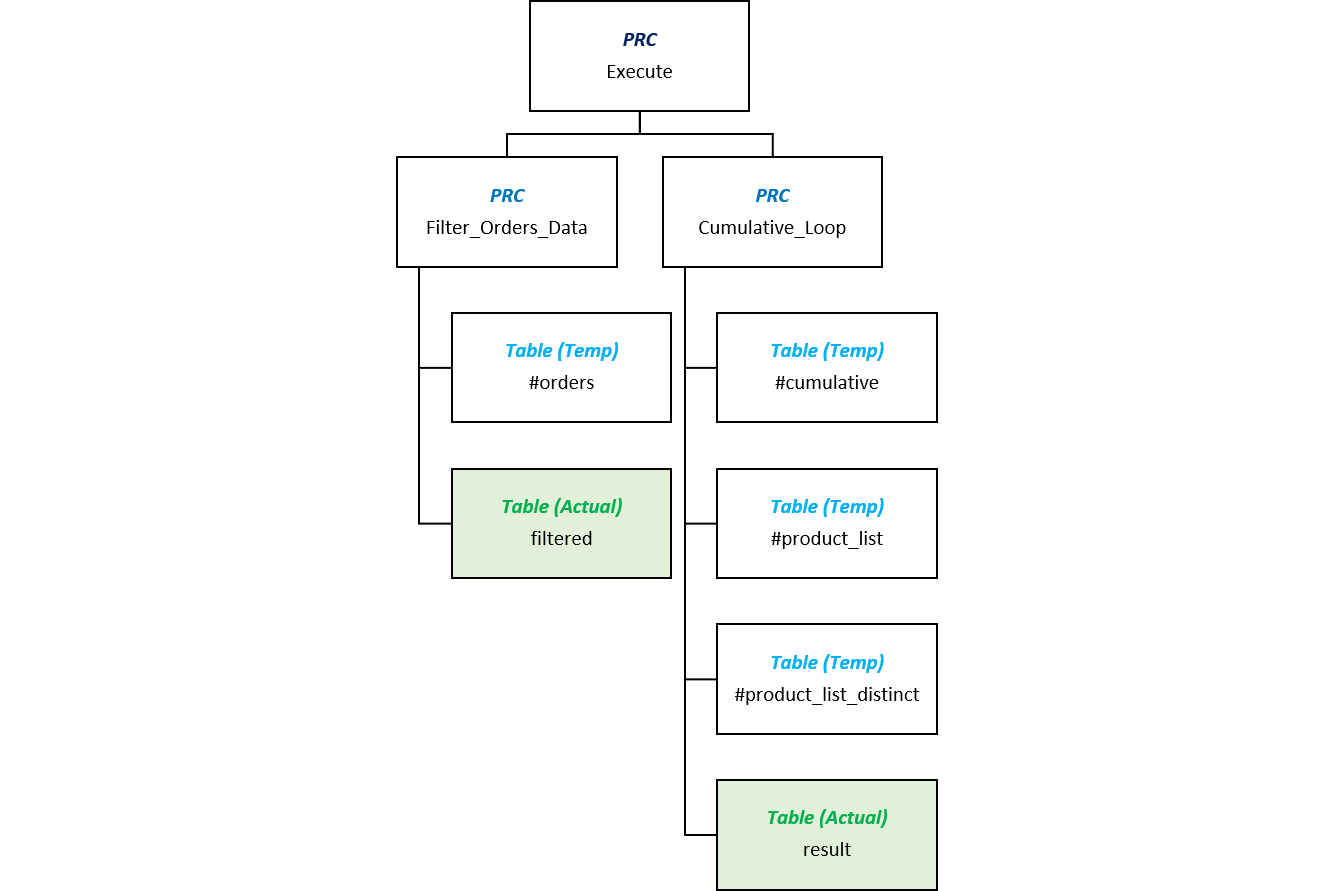 PRC
Execute
PRC
Filter_Orders_Data
PRC
Cumulative_Loop
Table (Temp)
#orders
Table (Temp)
#cumulative
Table (Actual)
filtered
Table (Temp)
#product_list
Table (Temp)
#product_list_distinct
Table (Actual)
result